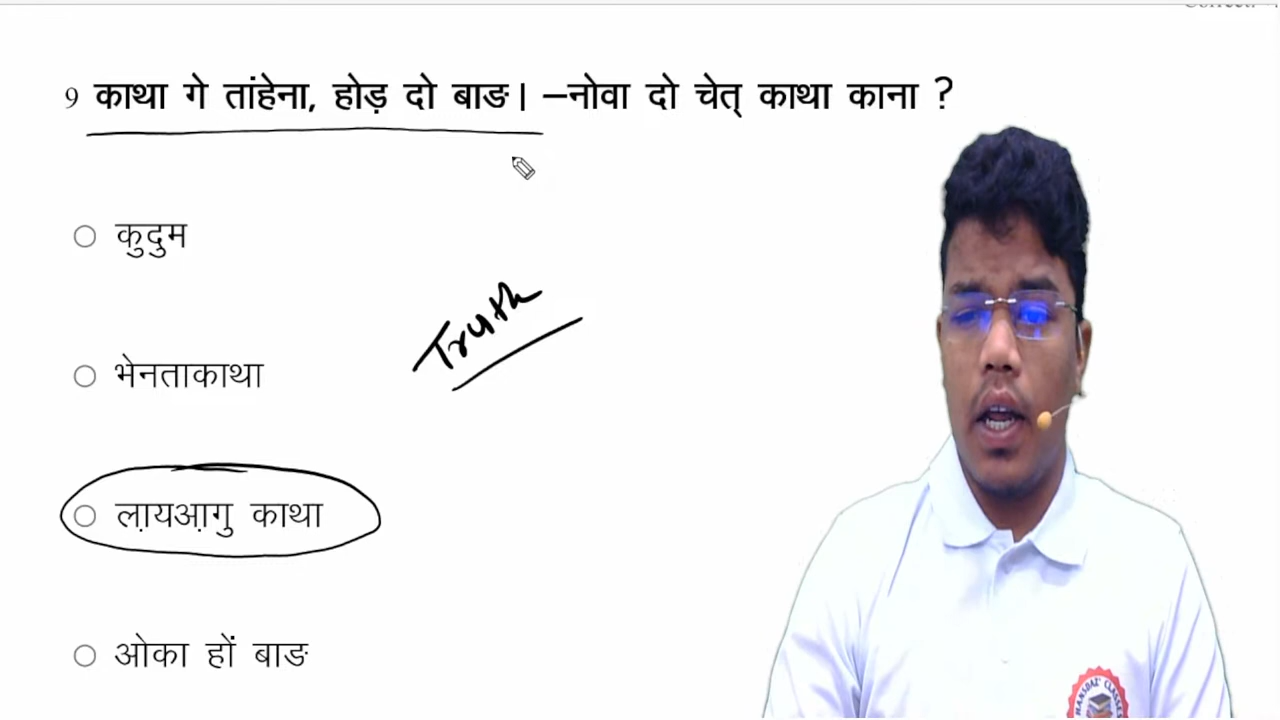 9 काथा गे तांहेना, होड़ दो बाङ। –नोवा दो चेत् काथा काना ?
कुदुम
Truth
भेनताकाथा
ला़यआ़गु काथा
ओका हों बाङ